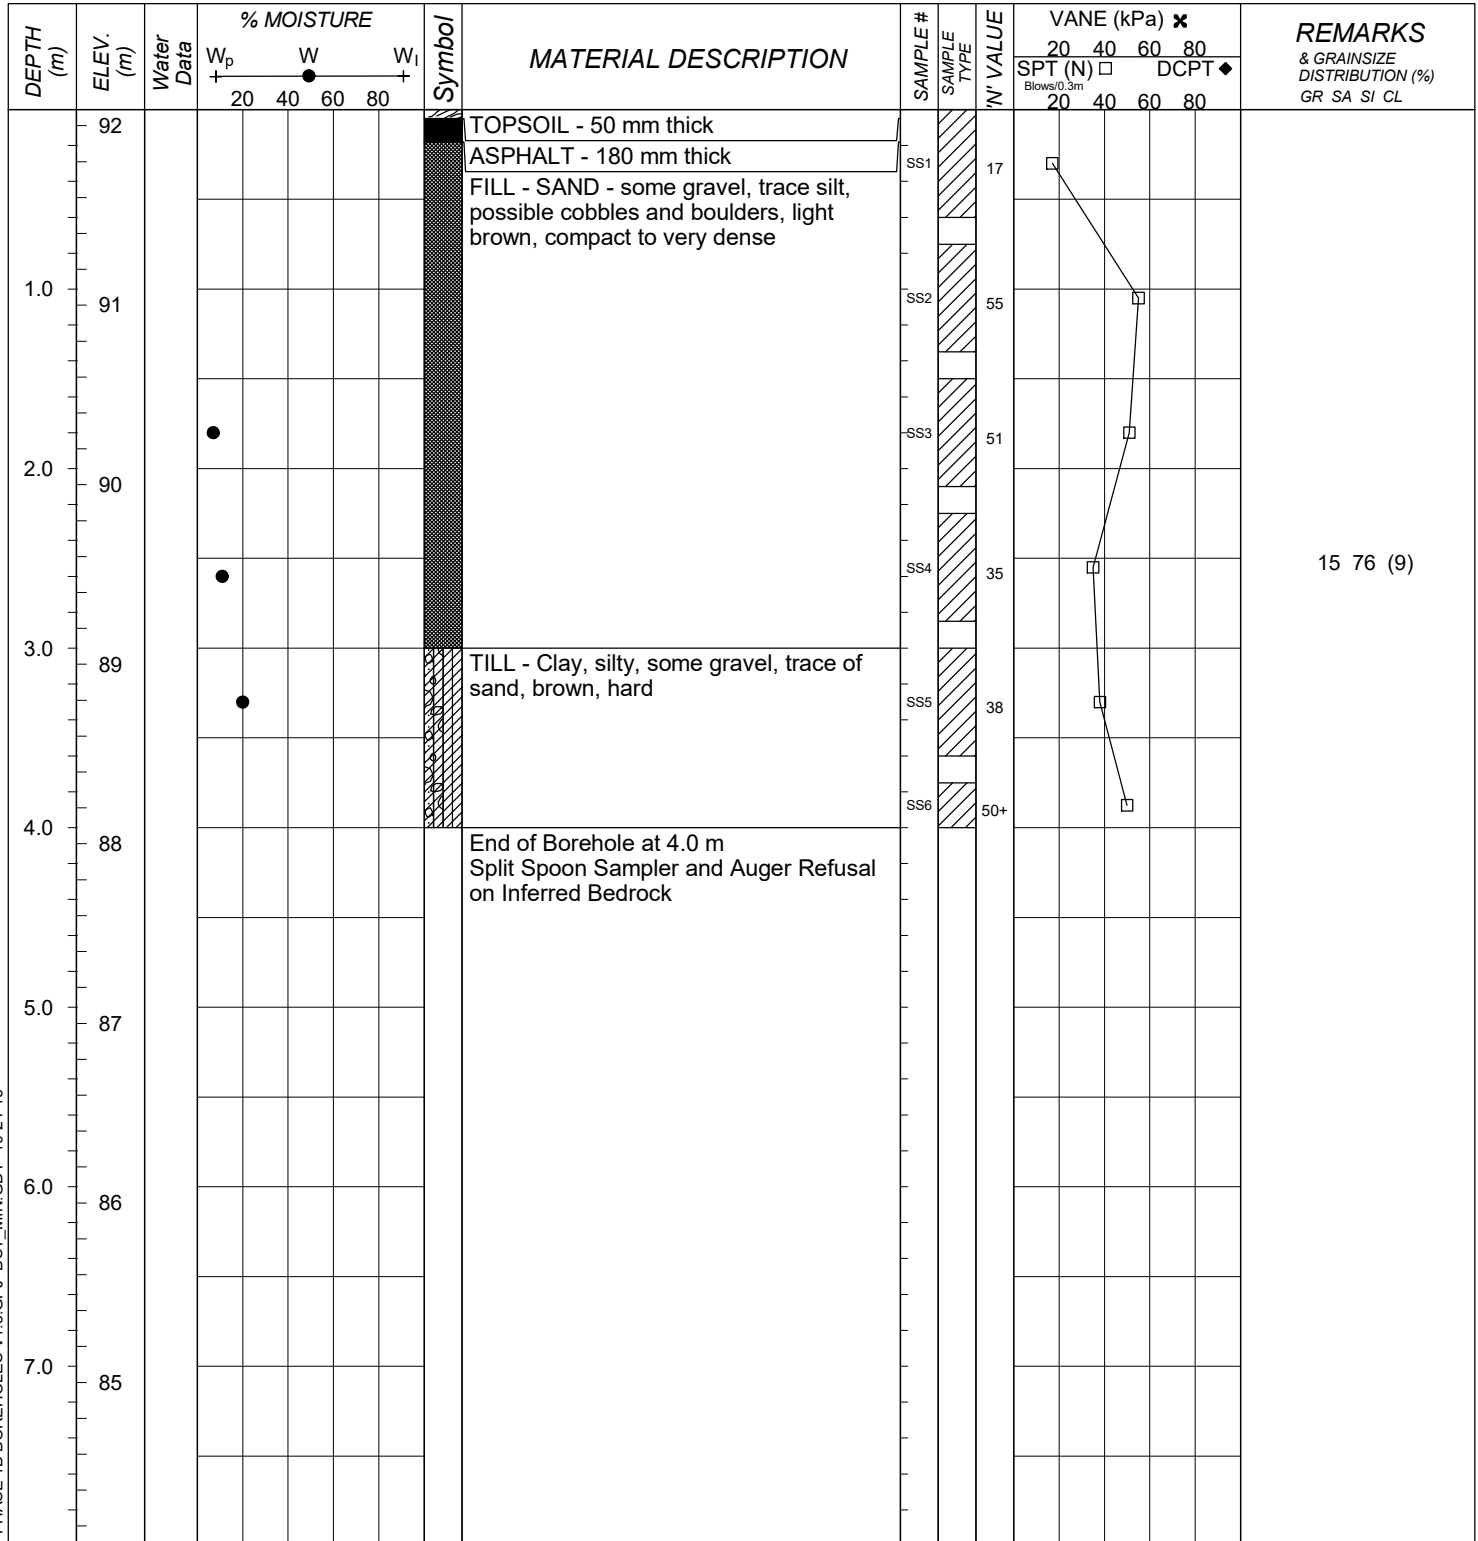 DEPTH (m)
ELEV. (m)
Water Data
% MOISTURE
Wp W Wl
20 40 60 80
Symbol
MATERIAL DESCRIPTION
SAMPLE #
SAMPLE TYPE
'N' VALUE
VANE (kPa) ✖
20 40 60 80
SPT (N) □ DCPT ◆
Blows/0.3m
20 40 60 80
REMARKS
& GRAINSIZE
DISTRIBUTION (%)
GR SA SI CL
92
TOPSOIL - 50 mm thick
ASPHALT - 180 mm thick
SS1 17
FILL - SAND - some gravel, trace silt,
possible cobbles and boulders, light
brown, compact to very dense
1.0 91 SS2 55
SS3 51
2.0 90
SS4 35 15 76 (9)
3.0 89
TILL - Clay, silty, some gravel, trace of
sand, brown, hard
SS5 38
SS6 50+
4.0 88
End of Borehole at 4.0 m
Split Spoon Sampler and Auger Refusal
on Inferred Bedrock
5.0 87
6.0 86
7.0 85